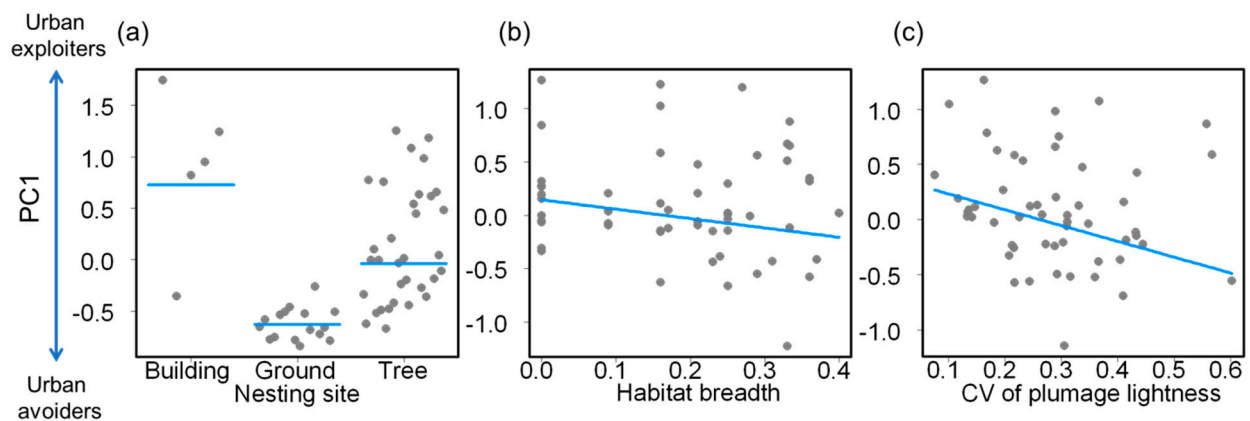 Urban
exploiters
PC1
Urban
avoiders
(a)
1.5
1.0
0.5
0.0
-0.5
Building Ground Tree
Nesting site
(b)
1.0
0.5
0.0
-0.5
-1.0
0.0 0.1 0.2 0.3 0.4
Habitat breadth
(c)
1.0
0.5
0.0
-0.5
-1.0
0.1 0.2 0.3 0.4 0.5 0.6
CV of plumage lightness